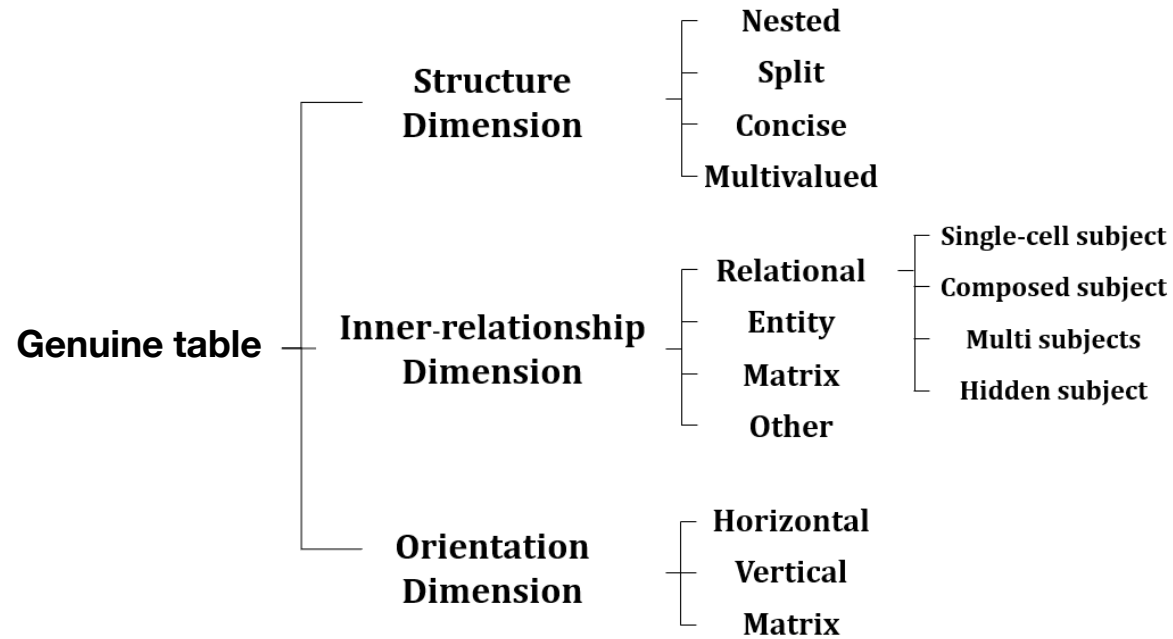 Genuine table
Structure
Dimension
Nested
Split
Concise
Multivalued
Inner-relationship
Dimension
Relational
Entity
Matrix
Other
Single-cell subject
Composed subject
Multi subjects
Hidden subject
Orientation
Dimension
Horizontal
Vertical
Matrix